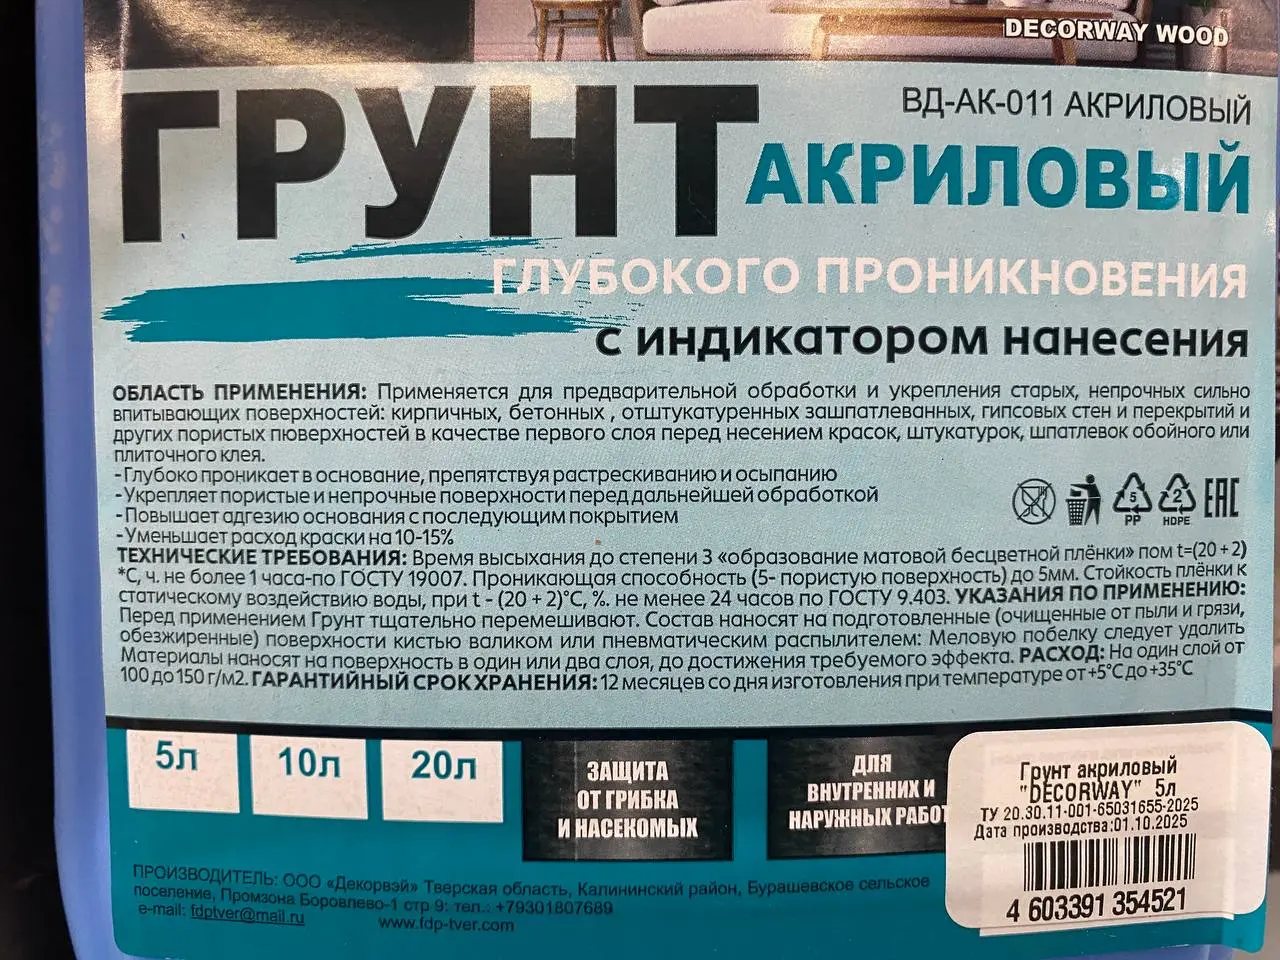 DECORWAY WOOD
ГРУНТ
ВД-АК-011 АКРИЛОВЫЙ
АКРИЛОВЫЙ
ГЛУБОКОГО ПРОНИКНОВЕНИЯ
с индикатором нанесения
ОБЛАСТЬ ПРИМЕНЕНИЯ: Применяется для предварительной обработки и укрепления старых, непрочных сильно
впитывающих поверхностей: кирпичных, бетонных , отштукатуренных зашпатлеванных, гипсовых стен и перекрытий и
других пористых пюверхностей в качестве первого слоя перед несением красок, штукатурок, шпатлевок обойного или
плиточного клея.
-Глубоко проникает в основание, препятствуя растрескиванию и осыпанию
-Укрепляет пористые и непрочные поверхности перед дальнейшей обработкой
-Повышает адгезию основания с последующим покрытием
-Уменьшает расход краски на 10-15%
5
PP
2
HDPE
EAC
ТЕХНИЧЕСКИЕ ТРЕБОВАНИЯ: Время высыхания до степени 3 «образование матовой бесцветной плёнки» пом t=(20+2)
°С, ч. не более 1 часа-по ГОСТУ 19007. Проникающая способность (5- пористую поверхность) до 5мм. Стойкость плёнки к
статическому воздействию воды, при t - (20 + 2)°С, %. не менее 24 часов по ГОСТУ 9.403. УКАЗАНИЯ ПО ПРИМЕНЕНИЮ:
Перед применением Грунт тщательно перемешивают. Состав наносят на подготовленные (очищенные от пыли и грязи,
обезжиренные) поверхности кистью валиком или пневматическим распылителем: Меловую побелку следует удалить
Материалы наносят на поверхность в один или два слоя, до достижения требуемого эффекта. РАСХОД: На один слой от
100 до 150 г/м2. ГАРАНТИЙНЫЙ СРОК ХРАНЕНИЯ: 12 месяцев со дня изготовления при температуре от +5°С до +35°С
5л
10л
20л
ЗАЩИТА
ОТ ГРИБКА
И НАСЕКОМЫХ
ДЛЯ
ВНУТРЕННИХ И
НАРУЖНЫХ РАБОТ
Грунт акриловый
"DECORWAY" 5л
ТУ 20.30.11-001-65031655-2025
Дата производства:01.10.2025
4 603391 354521
ПРОИЗВОДИТЕЛЬ: ООО «Декорвэй» Тверская область, Калининский район, Бурашевское сельское
поселение, Промзона Боровлево-1 стр 9: тел.: +79301807689
e-mail: fdptver@mail.ru www.fdp-tver.com